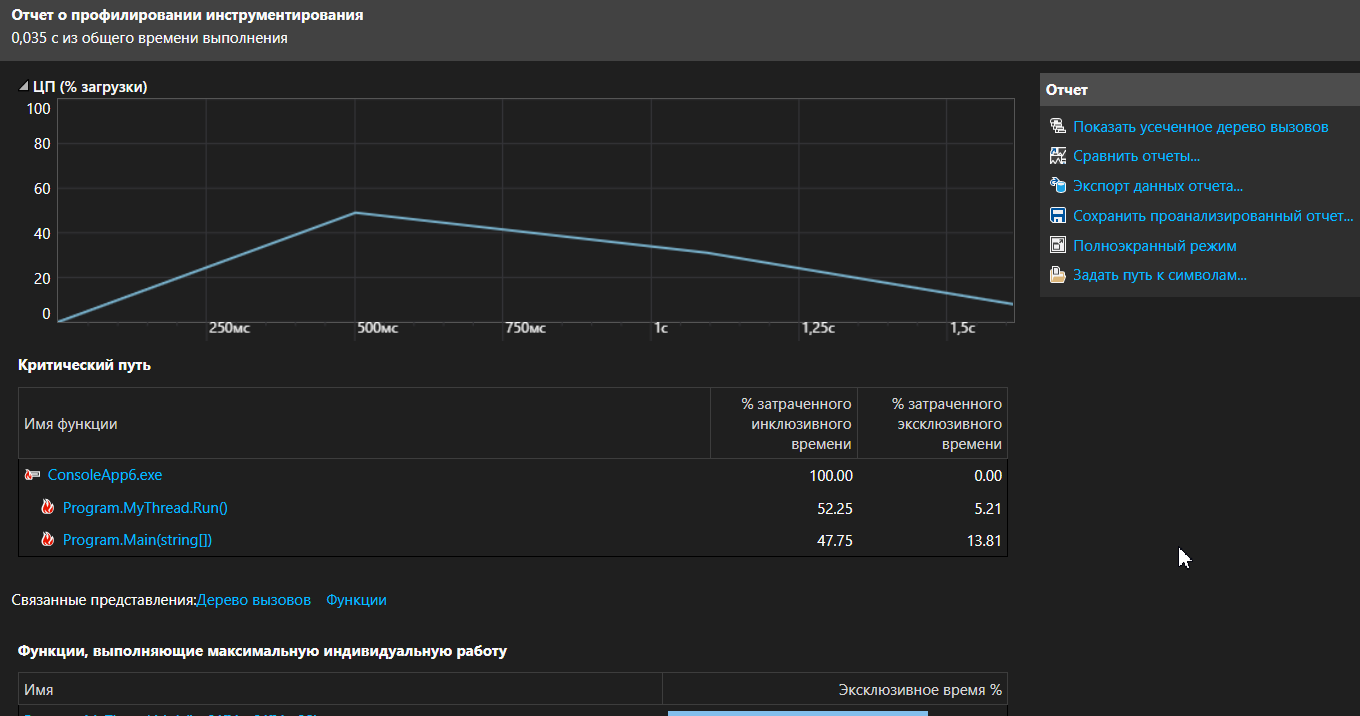 Отчет о профилировании инструментирования
0,035 с из общего времени выполнения
ЦП (% загрузки)
100
80
60
40
20
0
250мс 500мс 750мс 1с 1,25с 1,5с
Отчет
Показать усеченное дерево вызовов
Сравнить отчеты...
Экспорт данных отчета...
Сохранить проанализированный отчет...
Полноэкранный режим
Задать путь к символам...
Критический путь
Имя функции
% затраченного
инклюзивного
времени
% затраченного
эксклюзивного
времени
ConsoleApp6.exe 100.00 0.00
Program.MyThread.Run() 52.25 5.21
Program.Main(string[]) 47.75 13.81
Связанные представления:Дерево вызовов Функции
Функции, выполняющие максимальную индивидуальную работу
Имя Эксклюзивное время %